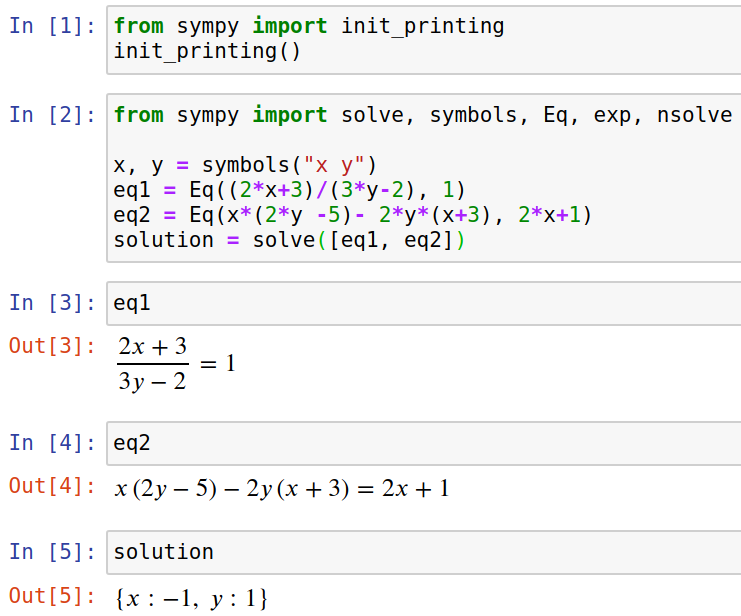 In [1]: from sympy import init_printing
init_printing()
In [2]: from sympy import solve, symbols, Eq, exp, nsolve
x, y = symbols("x y")
eq1 = Eq((2*x+3)/(3*y-2), 1)
eq2 = Eq(x*(2*y -5)- 2*y*(x+3), 2*x+1)
solution = solve([eq1, eq2])
In [3]: eq1
Out[3]: 2x + 3
3y − 2 = 1
In [4]: eq2
Out[4]: x (2y − 5) − 2y (x + 3) = 2x + 1
In [5]: solution
Out[5]: {x : −1, y : 1}